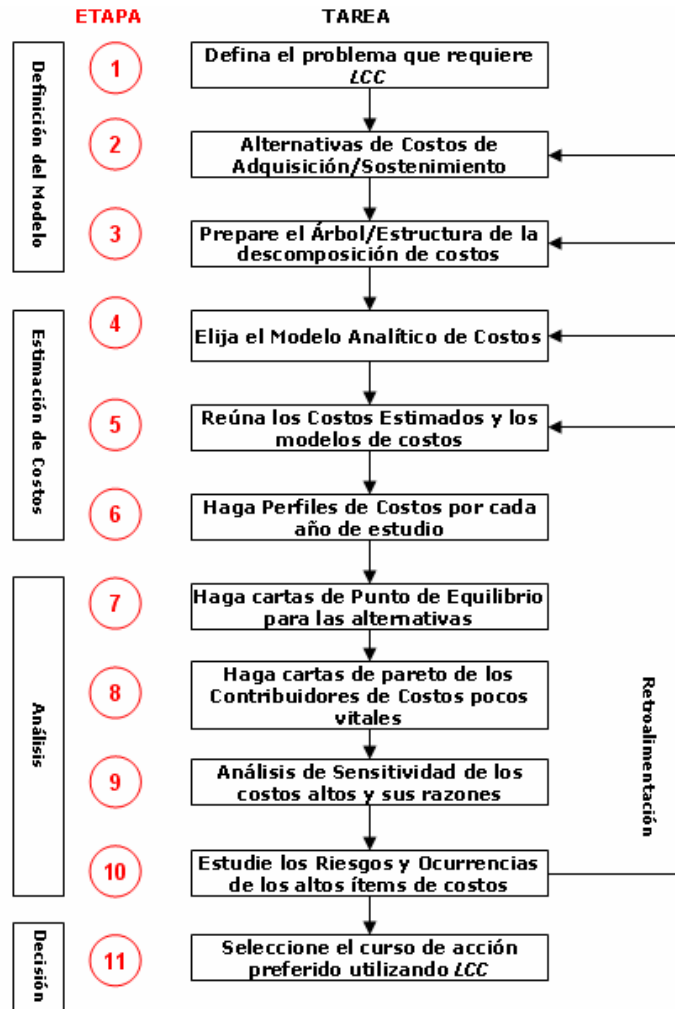 ETAPA
TAREA
Definición del Modelo
1
Defina el problema que requiere
LCC
2
Alternativas de Costos de
Adquisición/Sostenimiento
3
Prepare el Árbol/Estructura de la
descomposición de costos
Estimación de Costos
4
Elija el Modelo Analítico de Costos
5
Reúna los Costos Estimados y los
modelos de costos
6
Haga Perfiles de Costos por cada
año de estudio
Análisis
7
Haga cartas de Punto de Equilibrio
para las alternativas
8
Haga cartas de pareto de los
Contribuidores de Costos pocos
vitales
9
Análisis de Sensitividad de los
costos altos y sus razones
10
Estudie los Riesgos y Ocurrencias
de los altos ítems de costos
Retroalimentación
Decisión
11
Seleccione el curso de acción
preferido utilizando LCC